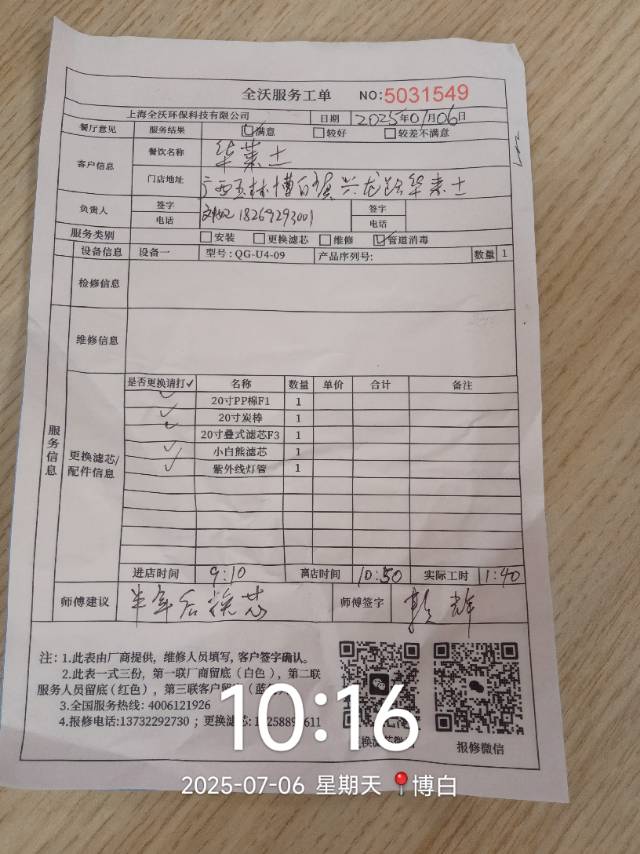 全沃服务工单 NO:5031549
上海全沃环保科技有限公司 日期 2025年07月06日
餐厅意见 服务结果 ☑满意 □较好 □较差不满意
客户信息 餐饮名称 华莱士
门店地址 广西玉林博白镇兴龙路华莱士
负责人 签字 签字
电话 18269293001 电话
服务类别 □安装 □更换滤芯 □维修 ☑管道消毒
设备信息 设备一 型号:QG-U4-09 产品序列号: 数量 1
检修信息
维修信息
服务信息
更换滤芯/配件信息
是否更换请打✓ 名称 数量 单价 合计 备注
✓ 20寸PP棉F1 1
✓ 20寸炭棒 1
✓ 20寸叠式滤芯F3 1
✓ 小白熊滤芯 1
✓ 紫外线灯管 1
进店时间 9:10 离店时间 10:50 实际工时 1:40
师傅建议 半年后换芯 师傅签字
注：1.此表由厂商提供，维修人员填写，客户签字确认。
2.此表一式三份，第一联厂商留底（白色），第二联
服务人员留底（红色），第三联客户留
3.全国服务热线: 4006121926
4.报修电话:13732292730；更换滤芯:
报修微信
10:16
2025-07-06 星期天 📍博白